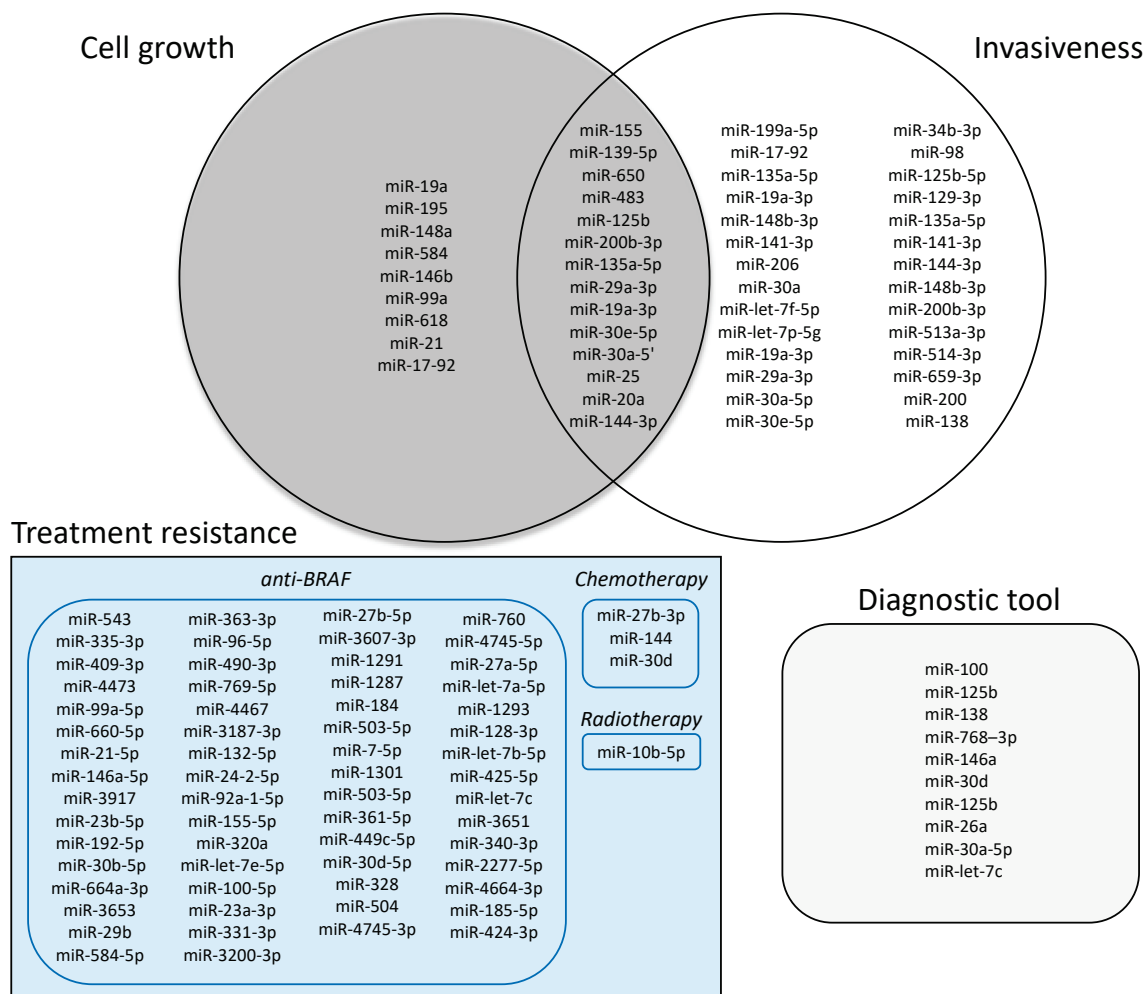 Cell growth
Invasiveness
miR-19a
miR-195
miR-148a
miR-584
miR-146b
miR-99a
miR-618
miR-21
miR-17-92
miR-155
miR-139-5p
miR-650
miR-483
miR-125b
miR-200b-3p
miR-135a-5p
miR-29a-3p
miR-19a-3p
miR-30e-5p
miR-30a-5'
miR-25
miR-20a
miR-144-3p
miR-199a-5p
miR-17-92
miR-135a-5p
miR-19a-3p
miR-148b-3p
miR-141-3p
miR-206
miR-30a
miR-let-7f-5p
miR-let-7p-5g
miR-19a-3p
miR-29a-3p
miR-30a-5p
miR-30e-5p
miR-34b-3p
miR-98
miR-125b-5p
miR-129-3p
miR-135a-5p
miR-141-3p
miR-144-3p
miR-148b-3p
miR-200b-3p
miR-513a-3p
miR-514-3p
miR-659-3p
miR-200
miR-138
Treatment resistance
anti-BRAF
miR-543
miR-335-3p
miR-409-3p
miR-4473
miR-99a-5p
miR-660-5p
miR-21-5p
miR-146a-5p
miR-3917
miR-23b-5p
miR-192-5p
miR-30b-5p
miR-664a-3p
miR-3653
miR-29b
miR-584-5p
miR-363-3p
miR-96-5p
miR-490-3p
miR-769-5p
miR-4467
miR-3187-3p
miR-132-5p
miR-24-2-5p
miR-92a-1-5p
miR-155-5p
miR-320a
miR-let-7e-5p
miR-100-5p
miR-23a-3p
miR-331-3p
miR-3200-3p
miR-27b-5p
miR-3607-3p
miR-1291
miR-1287
miR-184
miR-503-5p
miR-7-5p
miR-1301
miR-503-5p
miR-361-5p
miR-449c-5p
miR-30d-5p
miR-328
miR-504
miR-4745-3p
miR-760
miR-4745-5p
miR-27a-5p
miR-let-7a-5p
miR-1293
miR-128-3p
miR-let-7b-5p
miR-425-5p
miR-let-7c
miR-3651
miR-340-3p
miR-2277-5p
miR-4664-3p
miR-185-5p
miR-424-3p
Chemotherapy
miR-27b-3p
miR-144
miR-30d
Radiotherapy
miR-10b-5p
Diagnostic tool
miR-100
miR-125b
miR-138
miR-768–3p
miR-146a
miR-30d
miR-125b
miR-26a
miR-30a-5p
miR-let-7c